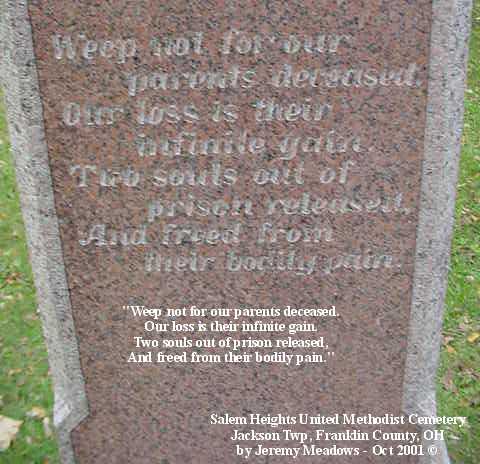 Weep not for our
parents deceased.
Our loss is their
infinite gain.
Two souls out of
prison released,
And freed from
their bodily pain.
"Weep not for our parents deceased.
Our loss is their infinite gain.
Two souls out of prison released,
And freed from their bodily pain."
Salem Heights United Methodist Cemetery
Jackson Twp, Franklin County, OH
by Jeremy Meadows - Oct 2001 ©